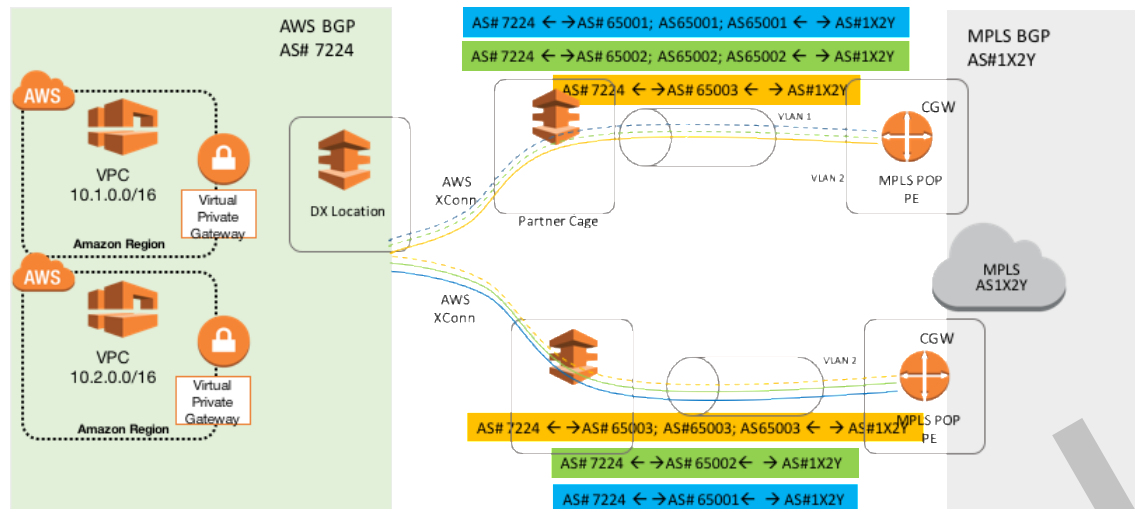 AWS BGP
AS# 7224
AS# 7224 ← →AS# 65001; AS65001; AS65001 ← →AS#1X2Y
AS# 7224 ← →AS# 65002; AS65002; AS65002 ← →AS#1X2Y
AS# 7224 ← →AS# 65003 ← → AS#1X2Y
MPLS BGP
AS#1X2Y
AWS
VPC
10.1.0.0/16
Virtual
Private
Gateway
Amazon Region
DX Location
AWS
XConn
Partner Cage
VLAN 1
VLAN 2
CGW
MPLS POP
PE
AWS
VPC
10.2.0.0/16
Virtual
Private
Gateway
Amazon Region
AWS
XConn
MPLS
AS1X2Y
VLAN 2
CGW
MPLS POP
PE
AS# 7224 ← →AS# 65003; AS#65003; AS65003 ← → AS#1X2Y
AS# 7224 ← →AS# 65002← → AS#1X2Y
AS# 7224 ← →AS# 65001← → AS#1X2Y